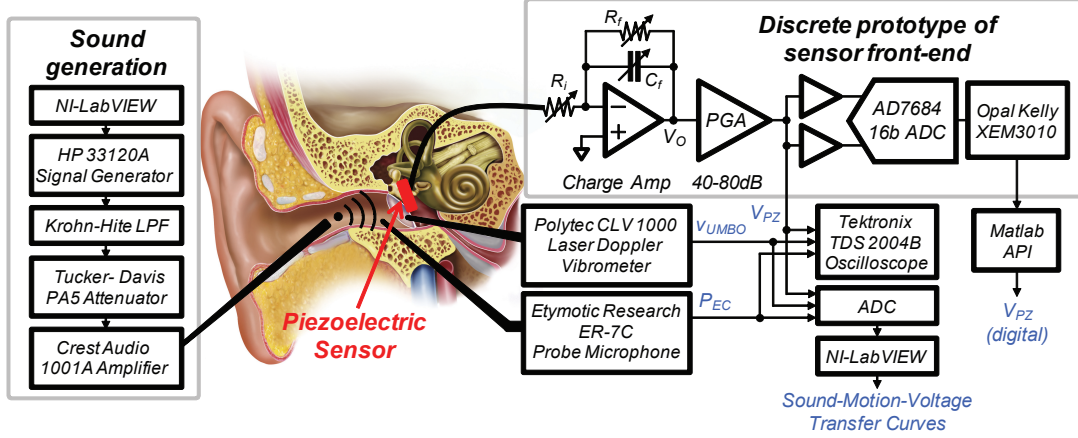 Sound
generation
NI-LabVIEW
HP 33120A
Signal Generator
Krohn-Hite LPF
Tucker- Davis
PA5 Attenuator
Crest Audio
1001A Amplifier
Piezoelectric
Sensor
Discrete prototype of
sensor front-end
Rf
Ri
Cf
VO
Charge Amp
PGA
40-80dB
AD7684
16b ADC
Opal Kelly
XEM3010
Polytec CLV 1000
Laser Doppler
Vibrometer
VPZ
vUMBO
Tektronix
TDS 2004B
Oscilloscope
Matlab
API
Etymotic Research
ER-7C
Probe Microphone
PEC
ADC
VPZ
(digital)
NI-LabVIEW
Sound-Motion-Voltage
Transfer Curves